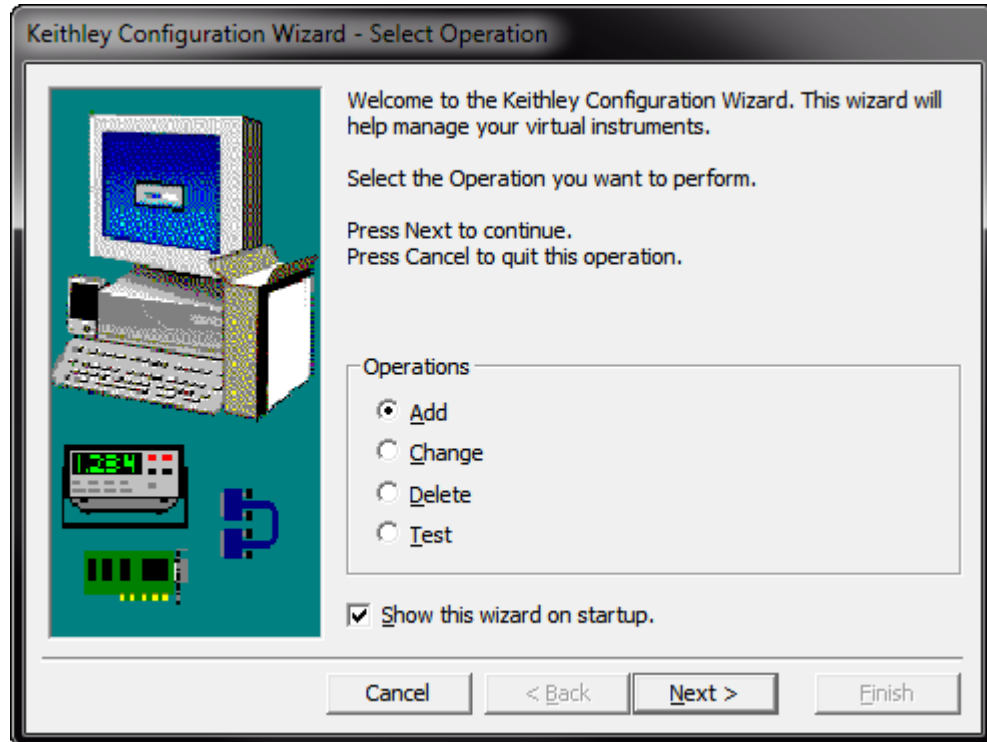 Keithley Configuration Wizard - Select Operation
Welcome to the Keithley Configuration Wizard. This wizard will
help manage your virtual instruments.
Select the Operation you want to perform.
Press Next to continue.
Press Cancel to quit this operation.
Operations
Add
Change
Delete
Test
1.234
Show this wizard on startup.
Cancel
< Back
Next >
Finish